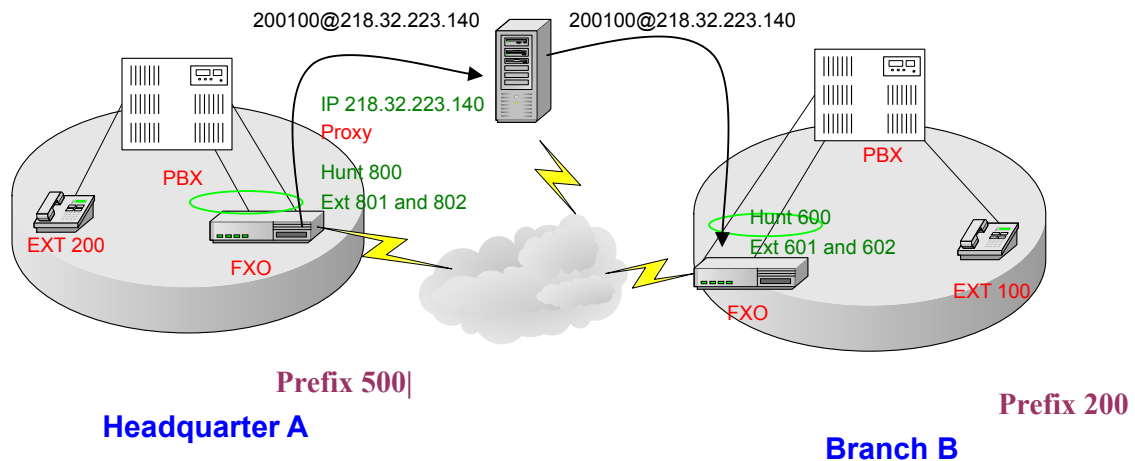 200100@218.32.223.140
200100@218.32.223.140
IP 218.32.223.140
Proxy
PBX
Hunt 800
Ext 801 and 802
EXT 200
FXO
PBX
Hunt 600
Ext 601 and 602
EXT 100
FXO
Prefix 500|
Headquarter A
Prefix 200
Branch B